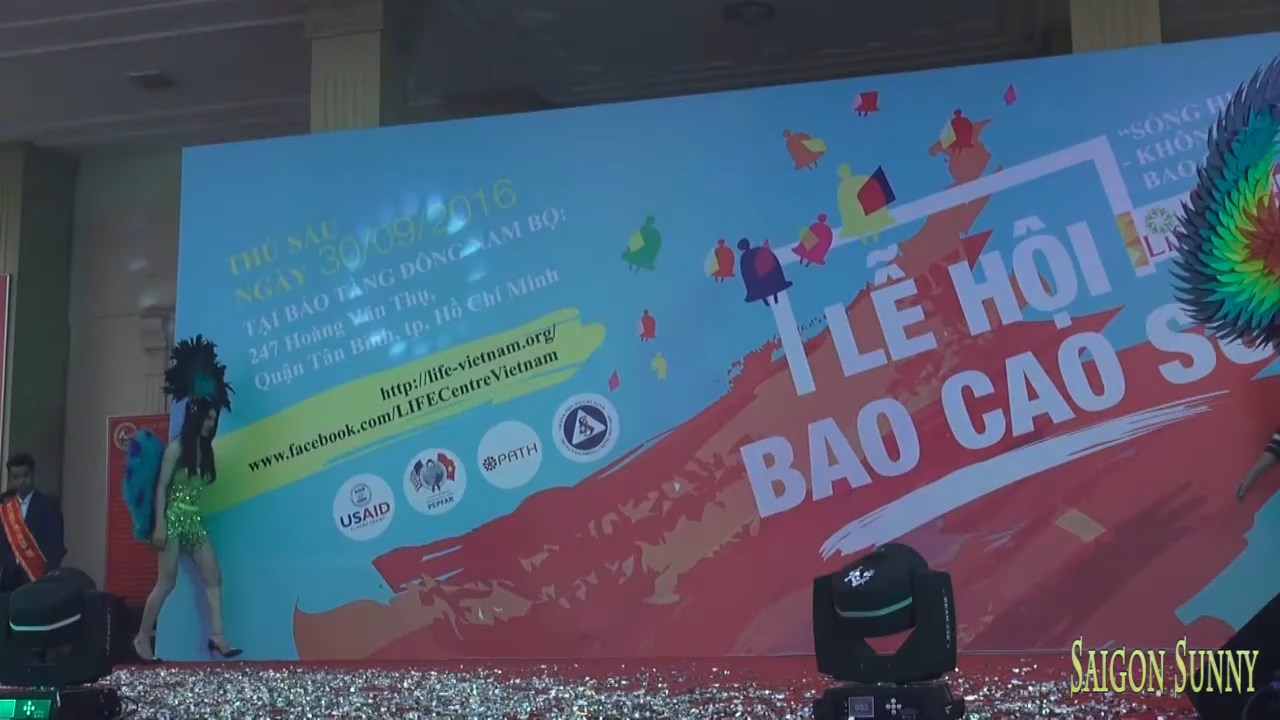 THỨ SÁU
NGÀY 30/09/2016
TẠI BẢO TÀNG ĐÔNG NAM BỘ:
247 Hoàng Văn Thụ,
Quận Tân Bình, tp. Hồ Chí Minh
http://life-vietnam.org/
www.facebook.com/LIFECentreVietnam
USAID
PEPFAR
PATH
"SỐNG
- KHÔN
BAO
LỄ HỘI
BAO CAO S
SAIGON SUNNY